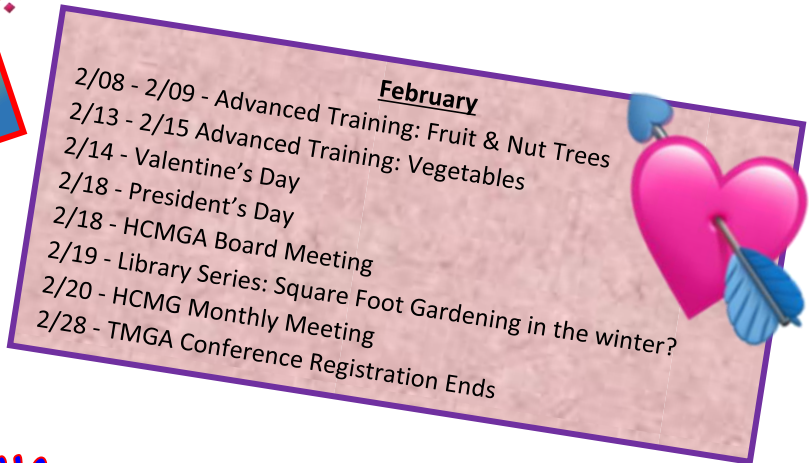 February
2/08 - 2/09 - Advanced Training: Fruit & Nut Trees
2/13 - 2/15 Advanced Training: Vegetables
2/14 - Valentine’s Day
2/18 - President’s Day
2/18 - HCMGA Board Meeting
2/19 - Library Series: Square Foot Gardening in the winter?
2/20 - HCMG Monthly Meeting
2/28 - TMGA Conference Registration Ends